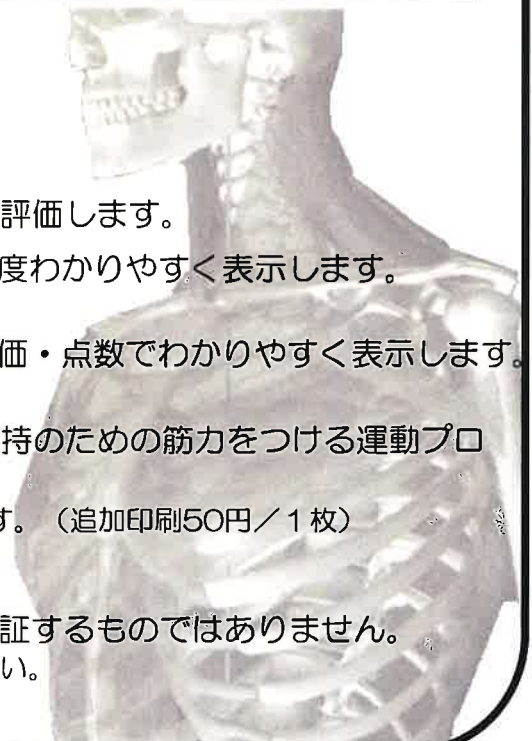 評価します。
度わかりやすく表示します。
価・点数でわかりやすく表示します。
持のための筋力をつける運動プロ
す。（追加印刷50円／1枚）
証するものではありません。
い。